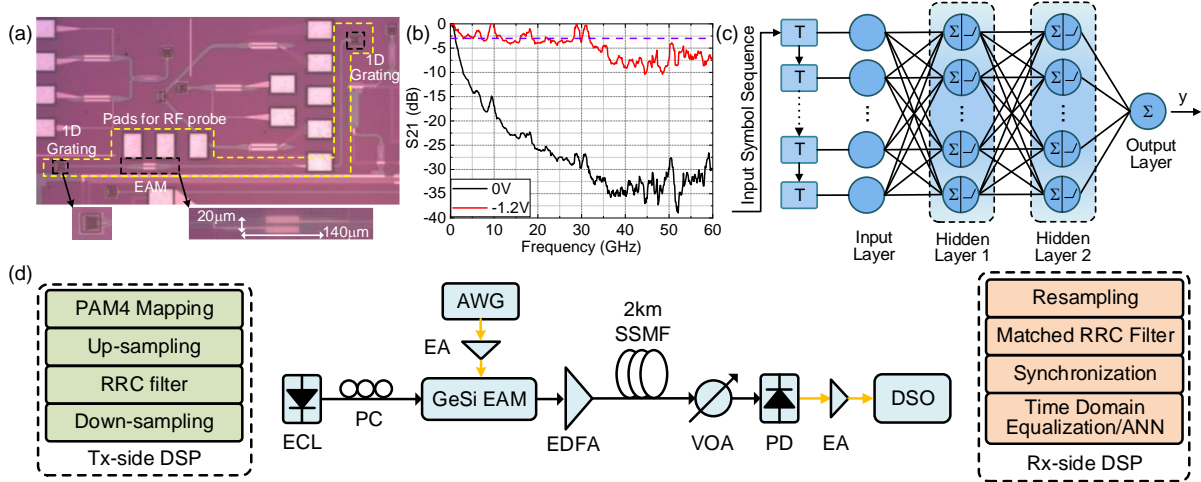 (a)
1D
Grating
Pads for RF probe
1D
Grating
EAM
20μm
140μm
(b)
0
-5
-10
-15
-20
-25
-30
-35
-40
S21 (dB)
0V
-1.2V
0 10 20 30 40 50 60
Frequency (GHz)
(c)
Input Symbol Sequence
T
T
T
T
Σ
Σ
Σ
Σ
Σ
Σ
Σ
Σ
Σ
y
Input
Layer
Hidden
Layer 1
Hidden
Layer 2
Output
Layer
(d)
PAM4 Mapping
Up-sampling
RRC filter
Down-sampling
Tx-side DSP
ECL
PC
AWG
EA
GeSi EAM
EDFA
2km
SSMF
VOA
PD
EA
DSO
Resampling
Matched RRC Filter
Synchronization
Time Domain
Equalization/ANN
Rx-side DSP